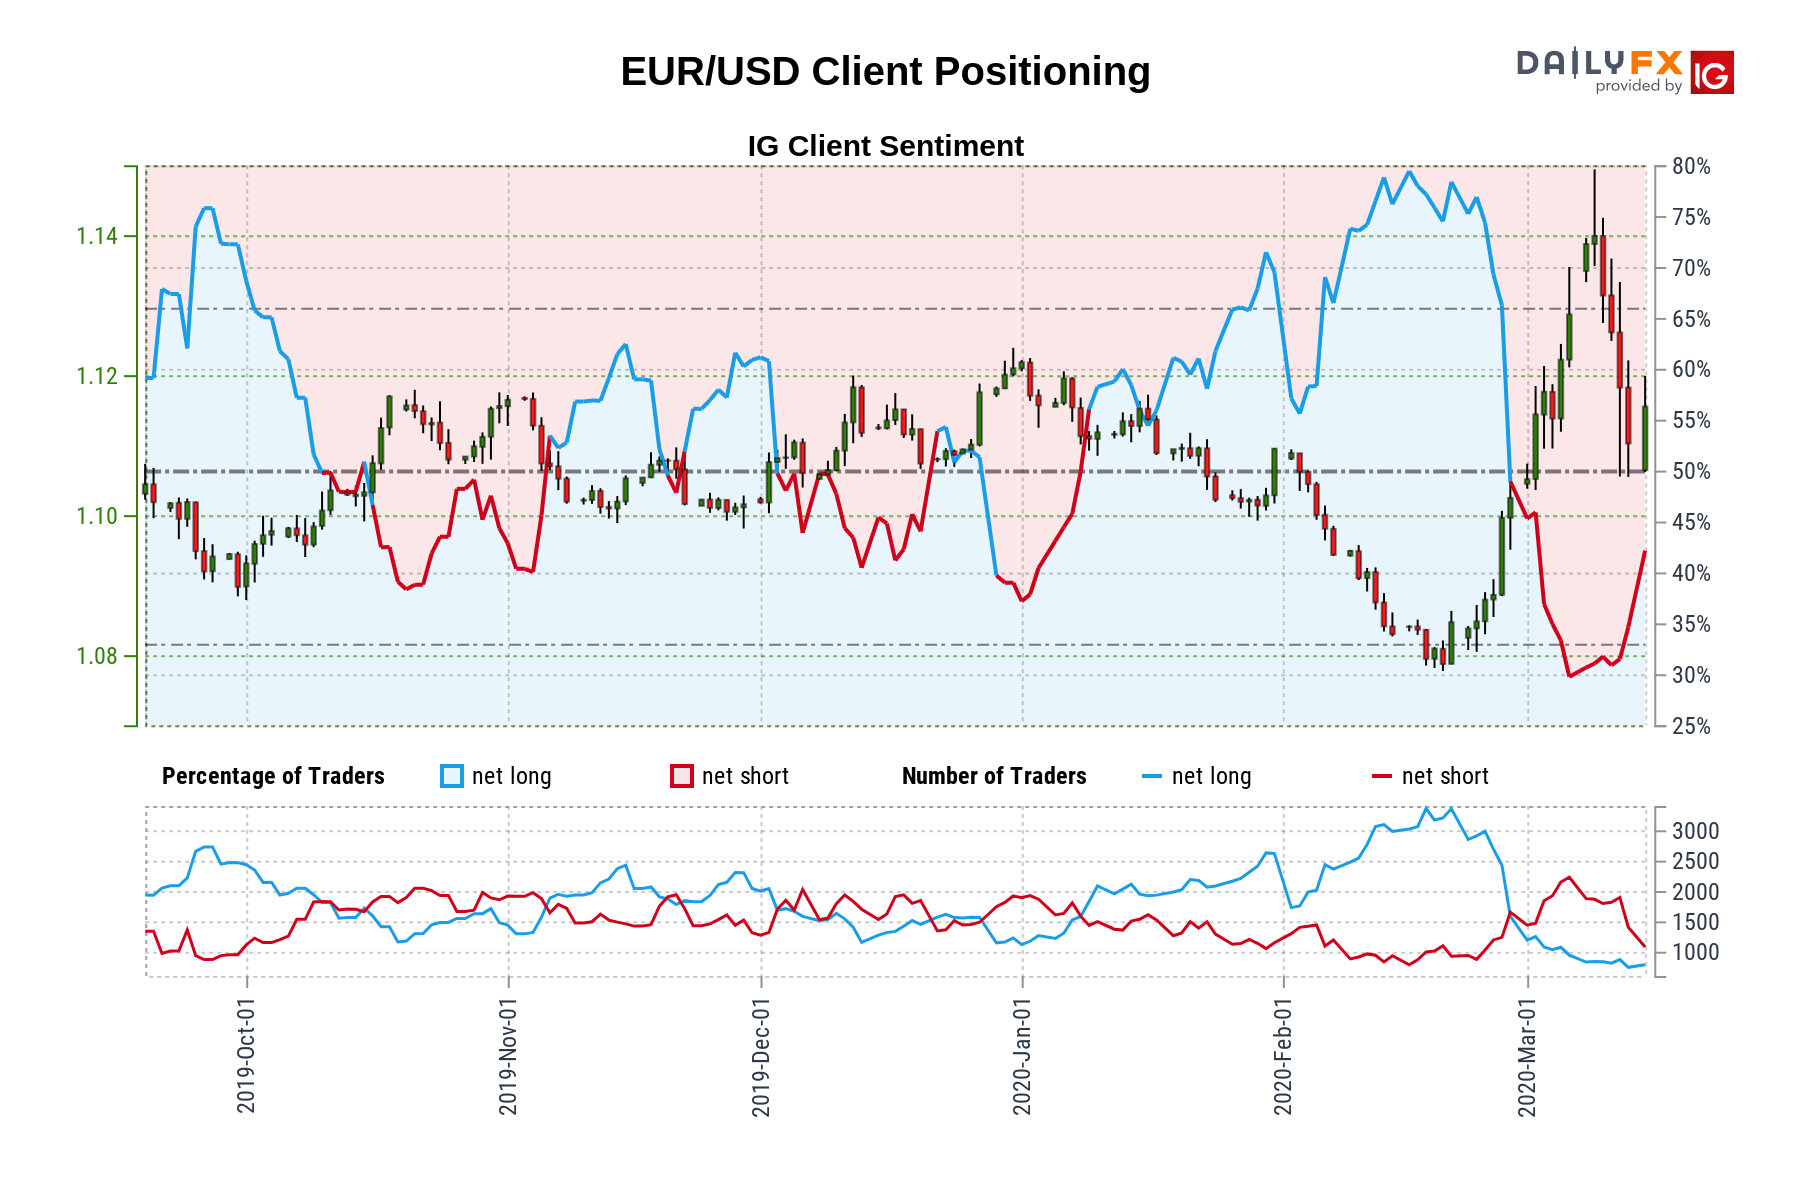 EUR/USD Client Positioning
DAILYFX IG
provided by
IG Client Sentiment
80%
75%
1.14
70%
65%
60%
1.12
55%
50%
1.10
45%
40%
35%
1.08
30%
25%
Percentage of Traders net long net short Number of Traders net long net short
3000
2500
2000
1500
1000
2019-Oct-01
2019-Nov-01
2019-Dec-01
2020-Jan-01
2020-Feb-01
2020-Mar-01